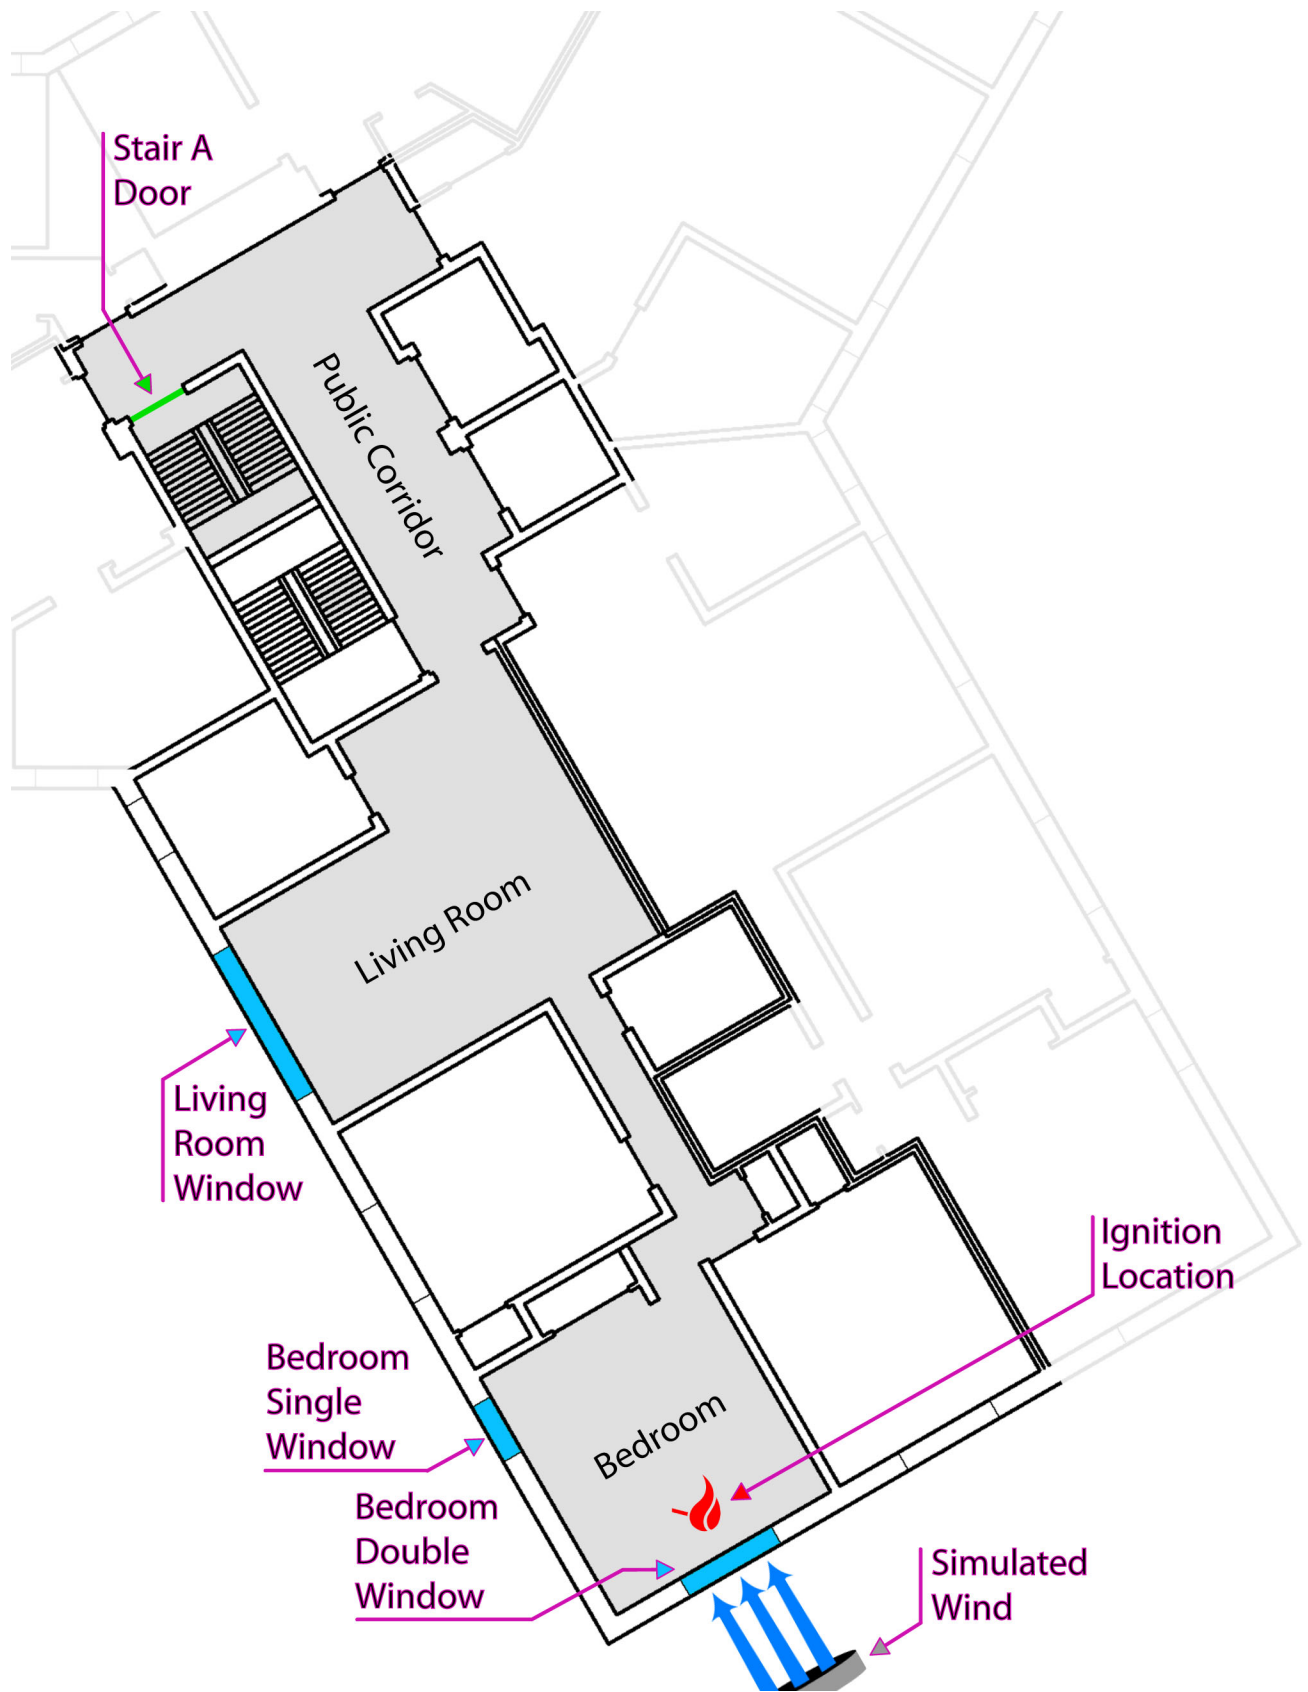 Stair A
Door
Public Corridor
Living Room
Living
Room
Window
Ignition
Location
Bedroom
Single
Window
Bedroom
Bedroom
Double
Window
Simulated
Wind